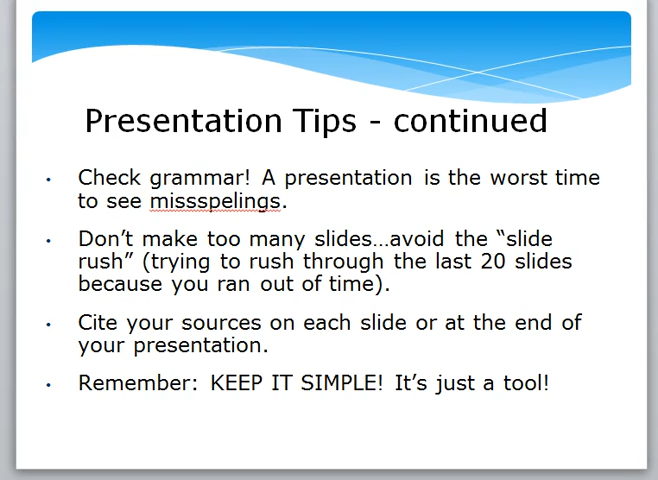 Presentation Tips - continued
• Check grammar! A presentation is the worst time
to see missspelings.
• Don’t make too many slides…avoid the “slide
rush” (trying to rush through the last 20 slides
because you ran out of time).
• Cite your sources on each slide or at the end of
your presentation.
• Remember: KEEP IT SIMPLE! It’s just a tool!